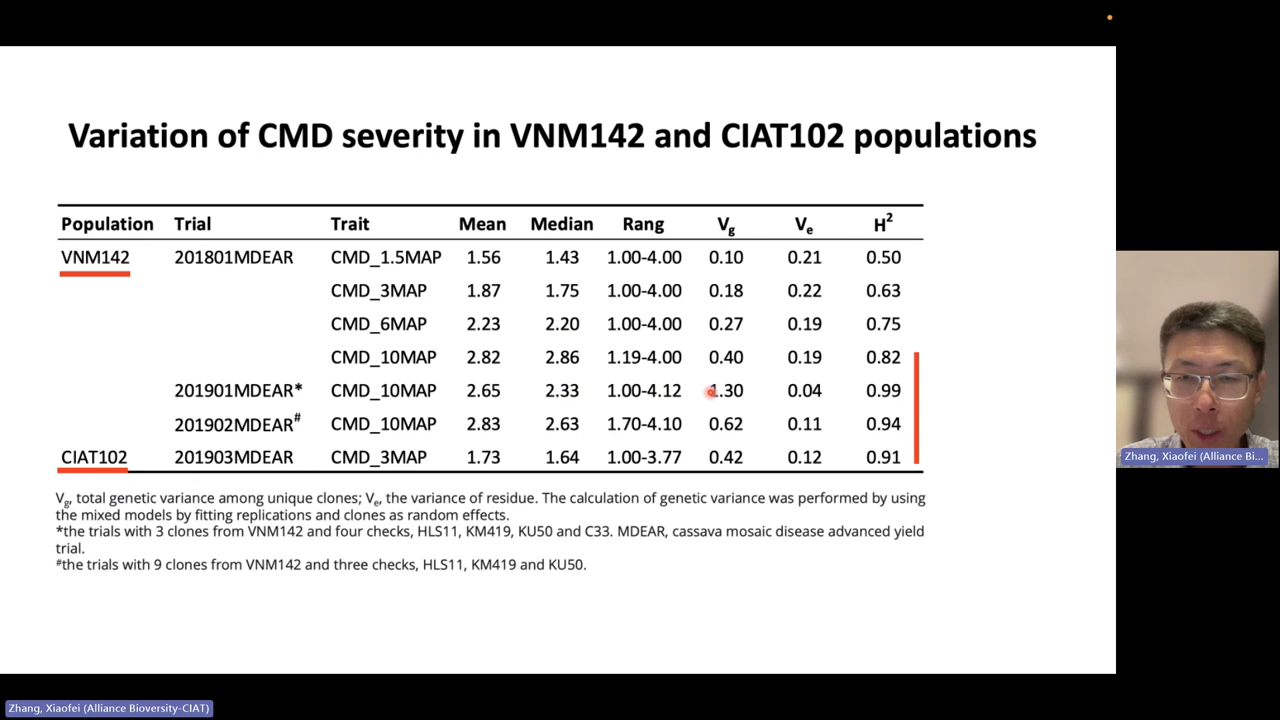 Variation of CMD severity in VNM142 and CIAT102 populations
Population Trial Trait Mean Median Rang Vg Ve H2
VNM142 201801MDEAR CMD_1.5MAP 1.56 1.43 1.00-4.00 0.10 0.21 0.50
CMD_3MAP 1.87 1.75 1.00-4.00 0.18 0.22 0.63
CMD_6MAP 2.23 2.20 1.00-4.00 0.27 0.19 0.75
CMD_10MAP 2.82 2.86 1.19-4.00 0.40 0.19 0.82
201901MDEAR* CMD_10MAP 2.65 2.33 1.00-4.12 1.30 0.04 0.99
201902MDEAR# CMD_10MAP 2.83 2.63 1.70-4.10 0.62 0.11 0.94
CIAT102 201903MDEAR CMD_3MAP 1.73 1.64 1.00-3.77 0.42 0.12 0.91
Vg, total genetic variance among unique clones; Ve, the variance of residue. The calculation of genetic variance was performed by using
the mixed models by fitting replications and clones as random effects.
*the trials with 3 clones from VNM142 and four checks, HLS11, KM419, KU50 and C33. MDEAR, cassava mosaic disease advanced yield
trial.
#the trials with 9 clones from VNM142 and three checks, HLS11, KM419 and KU50.
Zhang, Xiaofei (Alliance Bi...
Zhang, Xiaofei (Alliance Bioversity-CIAT)